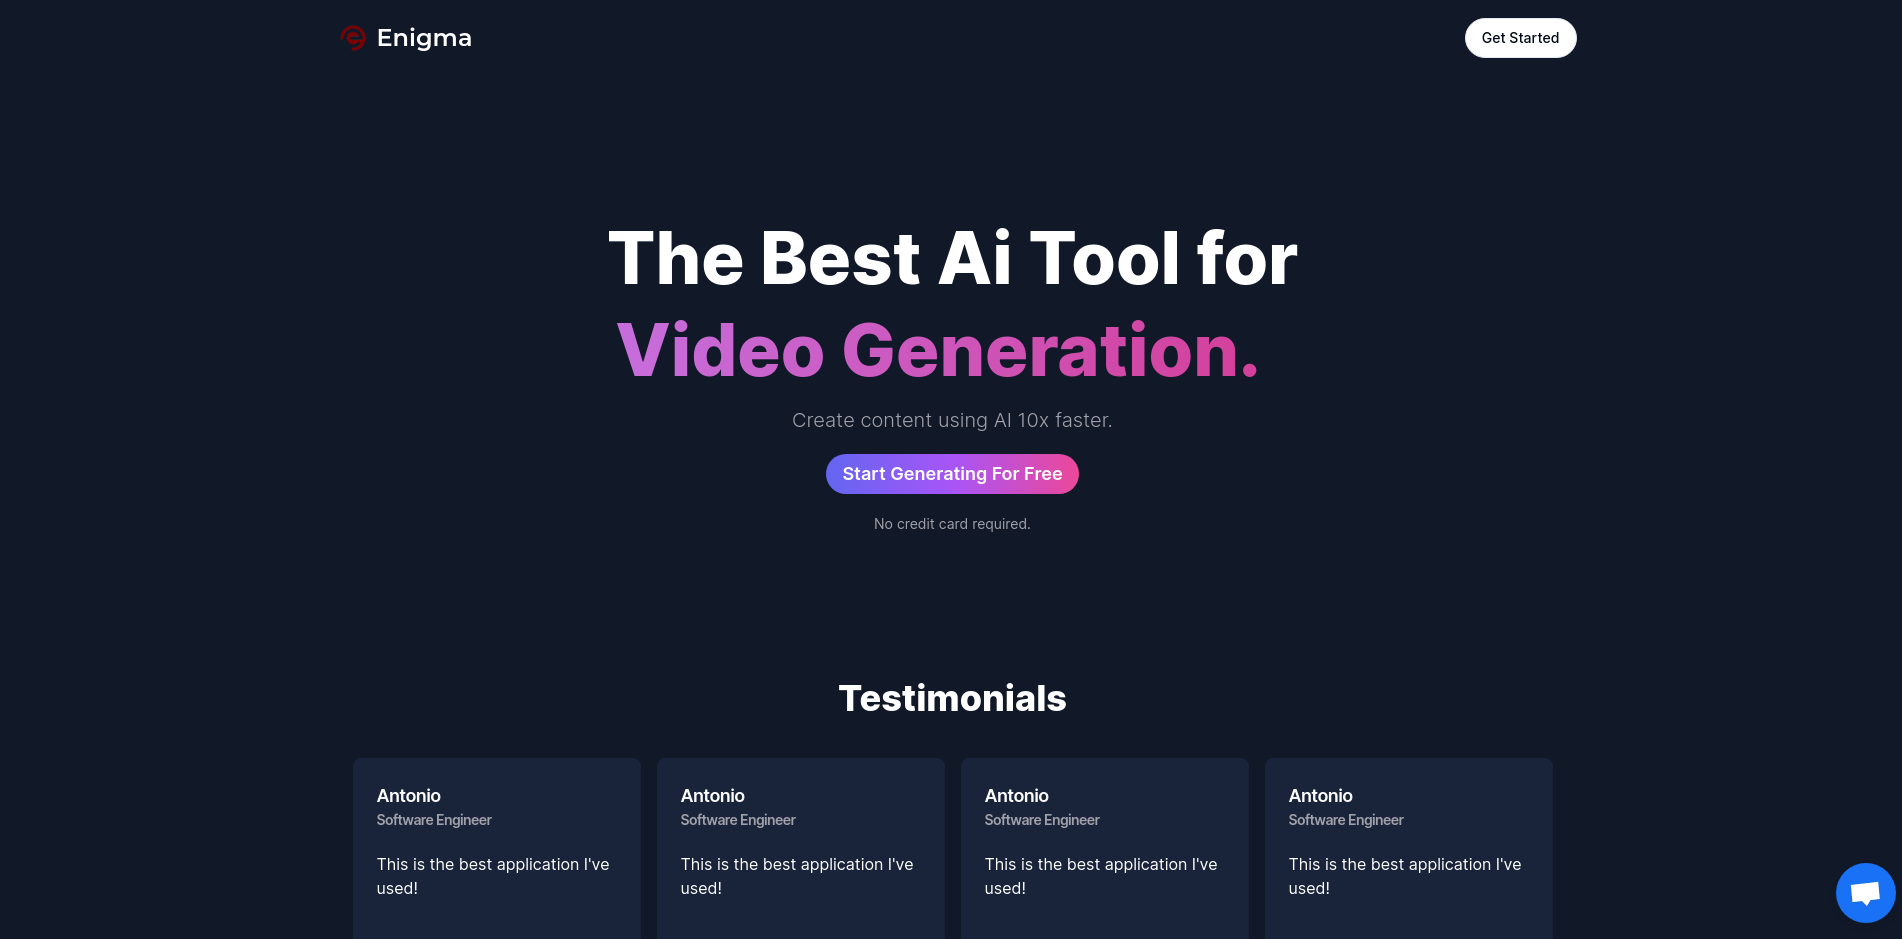 Enigma
Get Started
The Best Ai Tool for
Video Generation.
Create content using AI 10x faster.
Start Generating For Free
No credit card required.
Testimonials
Antonio
Software Engineer
This is the best application I've
used!
Antonio
Software Engineer
This is the best application I've
used!
Antonio
Software Engineer
This is the best application I've
used!
Antonio
Software Engineer
This is the best application I've
used!